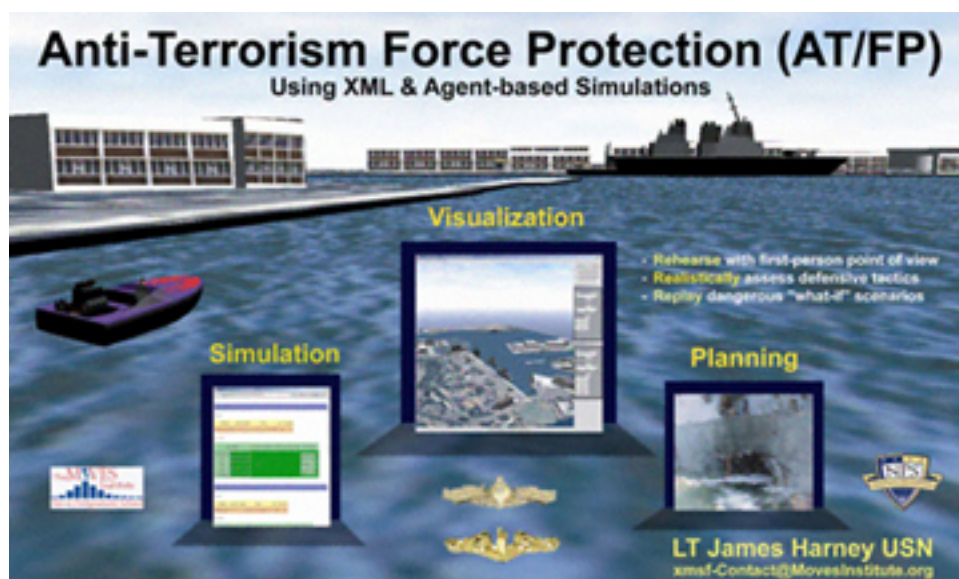 Anti-Terrorism Force Protection (AT/FP)
Using XML & Agent-based Simulations
Visualization
- Rehearse with first-person point of view
- Realistically assess defensive tactics
- Replay dangerous "what-if" scenarios
Simulation
Planning
MOVES
NPS
LT James Harney USN
xmsf-Contact@MovesInstitute.org